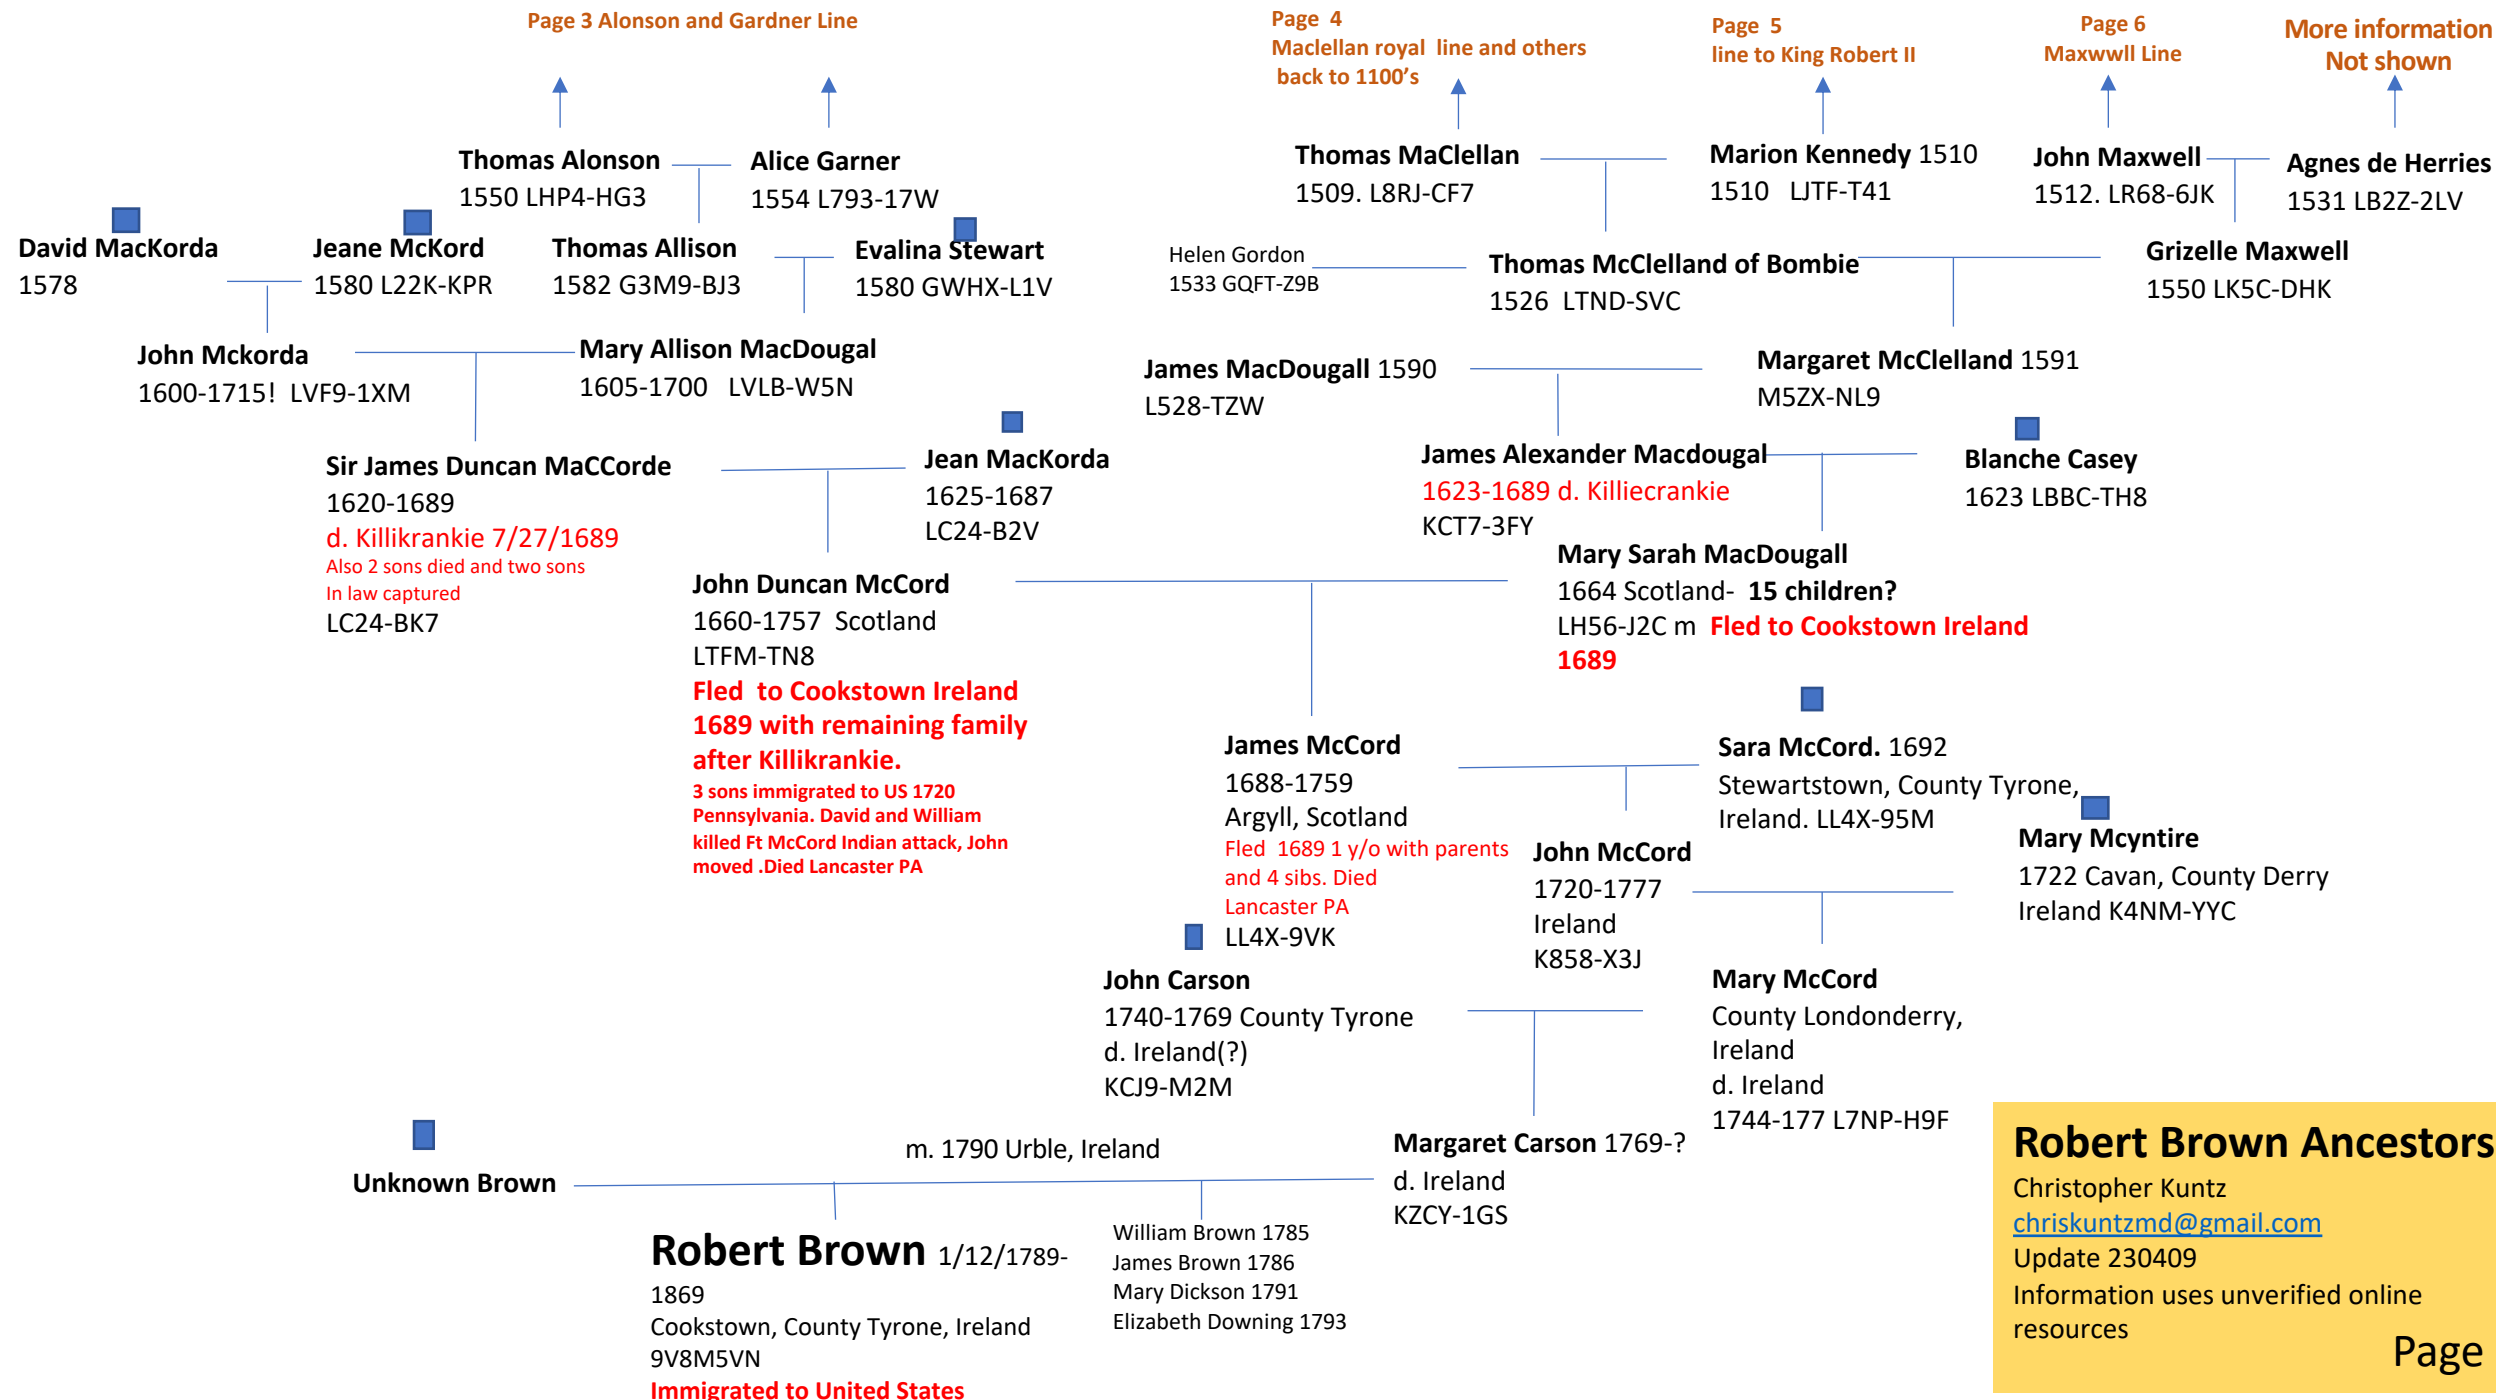 Page 3 Alonson and Gardner Line
Page 4
Maclellan royal line and others
back to 1100's
Page 5
line to King Robert II
Page 6
Maxwwll Line
More information
Not shown
Thomas Alonson
1550 LHP4-HG3
Alice Garner
1554 L793-17W
Thomas MaClellan
1509. L8RJ-CF7
Marion Kennedy 1510
1510 LJTF-T41
John Maxwell
1512. LR68-6JK
Agnes de Herries
1531 LB2Z-2LV
David MacKorda
1578
Jeane McKord
1580 L22K-KPR
Thomas Allison
1582 G3M9-BJ3
Evalina Stewart
1580 GWHX-L1V
Helen Gordon
1533 GQFT-Z9B
Thomas McClelland of Bombie
1526 LTND-SVC
Grizelle Maxwell
1550 LK5C-DHK
John Mckorda
1600-1715! LVF9-1XM
Mary Allison MacDougal
1605-1700 LVLB-W5N
James MacDougall 1590
L528-TZW
Margaret McClelland 1591
M5ZX-NL9
Sir James Duncan MaCCorde
1620-1689
d. Killikrankie 7/27/1689
Also 2 sons died and two sons
In law captured
LC24-BK7
Jean MacKorda
1625-1687
LC24-B2V
James Alexander Macdougal
1623-1689 d. Killiecrankie
KCT7-3FY
Blanche Casey
1623 LBBC-TH8
John Duncan McCord
1660-1757 Scotland
LTFM-TN8
Fled to Cookstown Ireland
1689 with remaining family
after Killikrankie.
3 sons immigrated to US 1720
Pennsylvania. David and William
killed Ft McCord Indian attack, John
moved .Died Lancaster PA
Mary Sarah MacDougall
1664 Scotland- 15 children?
LH56-J2C m Fled to Cookstown Ireland
1689
James McCord
1688-1759
Argyll, Scotland
Fled 1689 1 y/o with parents
and 4 sibs. Died
Lancaster PA
LL4X-9VK
Sara McCord. 1692
Stewartstown, County Tyrone,
Ireland. LL4X-95M
John McCord
1720-1777
Ireland
K858-X3J
Mary Mcyntire
1722 Cavan, County Derry
Ireland K4NM-YYC
John Carson
1740-1769 County Tyrone
d. Ireland(?)
KCJ9-M2M
Mary McCord
County Londonderry,
Ireland
d. Ireland
1744-177 L7NP-H9F
Unknown Brown
m. 1790 Urble, Ireland
Margaret Carson 1769-?
d. Ireland
KZCY-1GS
Robert Brown 1/12/1789-
1869
Cookstown, County Tyrone, Ireland
9V8M5VN
Immigrated to United States
William Brown 1785
James Brown 1786
Mary Dickson 1791
Elizabeth Downing 1793
Robert Brown Ancestors
Christopher Kuntz
chriskuntzmd@gmail.com
Update 230409
Information uses unverified online
resources
Page